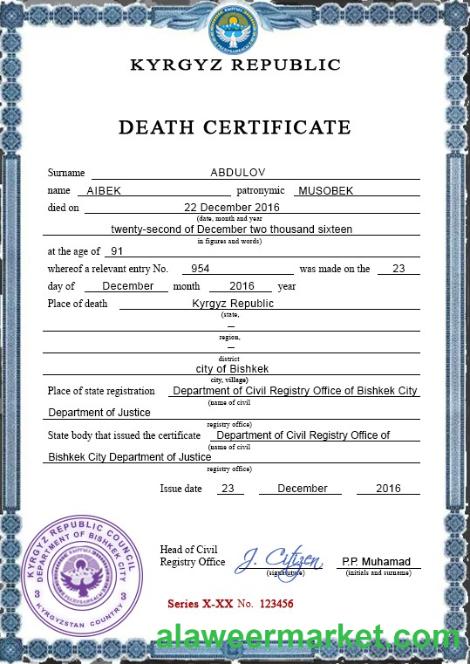 KYRGYZ REPUBLIC
DEATH CERTIFICATE
Surname ABDULOV
name AIBEK patronymic MUSOBEK
died on 22 December 2016
(date, month and year
twenty-second of December two thousand sixteen
in figures and words)
at the age of 91
whereof a relevant entry No. 954 was made on the 23
day of December month 2016 year
Place of death Kyrgyz Republic
(state,
—
region,
—
district
city of Bishkek
city, village)
Place of state registration Department of Civil Registry Office of Bishkek City
(name of civil
Department of Justice
registry office)
State body that issued the certificate Department of Civil Registry Office of
(name of civil
Bishkek City Department of Justice
registry office)
Issue date 23 December 2016
KYRGYZ REPUBLIC COUNCIL
DEPARTMENT OF BISHKEK CITY
3 KYRGYZSTAN COUNTRY 3
Head of Civil
Registry Office J. Citizen P.P. Muhamad
(signature) (initials and surname)
Series X-XX No. 123456
alaweermarket.com